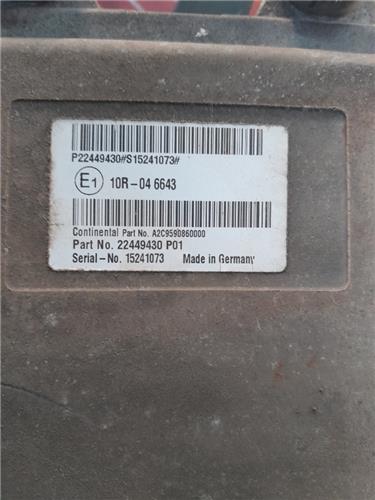 P22449430#S15241073#
E1 10R-04 6643
Continental Part No. A2C9590860000
Part No. 22449430 P01
Serial-No. 15241073 Made in Germany